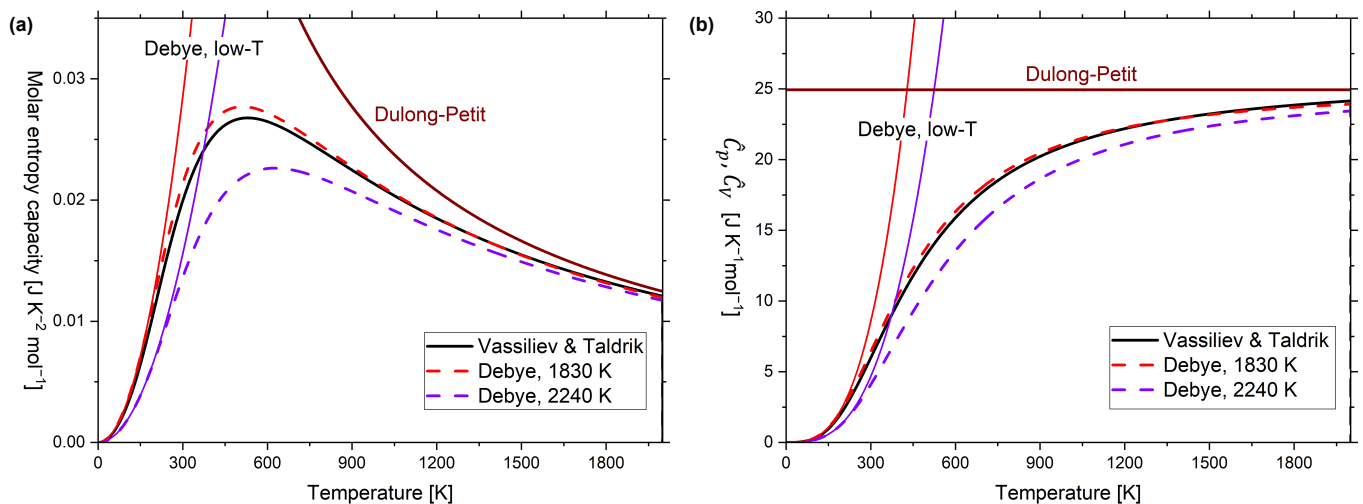 (a)
Molar entropy capacity [J K⁻² mol⁻¹]
0.03
0.02
0.01
0.00
Debye, low-T
Dulong-Petit
Vassiliev & Taldrik
Debye, 1830 K
Debye, 2240 K
0 300 600 900 1200 1500 1800
Temperature [K]
(b)
Ĉp, ĈV [J K⁻¹mol⁻¹]
30
25
20
15
10
5
0
Dulong-Petit
Debye, low-T
Vassiliev & Taldrik
Debye, 1830 K
Debye, 2240 K
0 300 600 900 1200 1500 1800
Temperature [K]